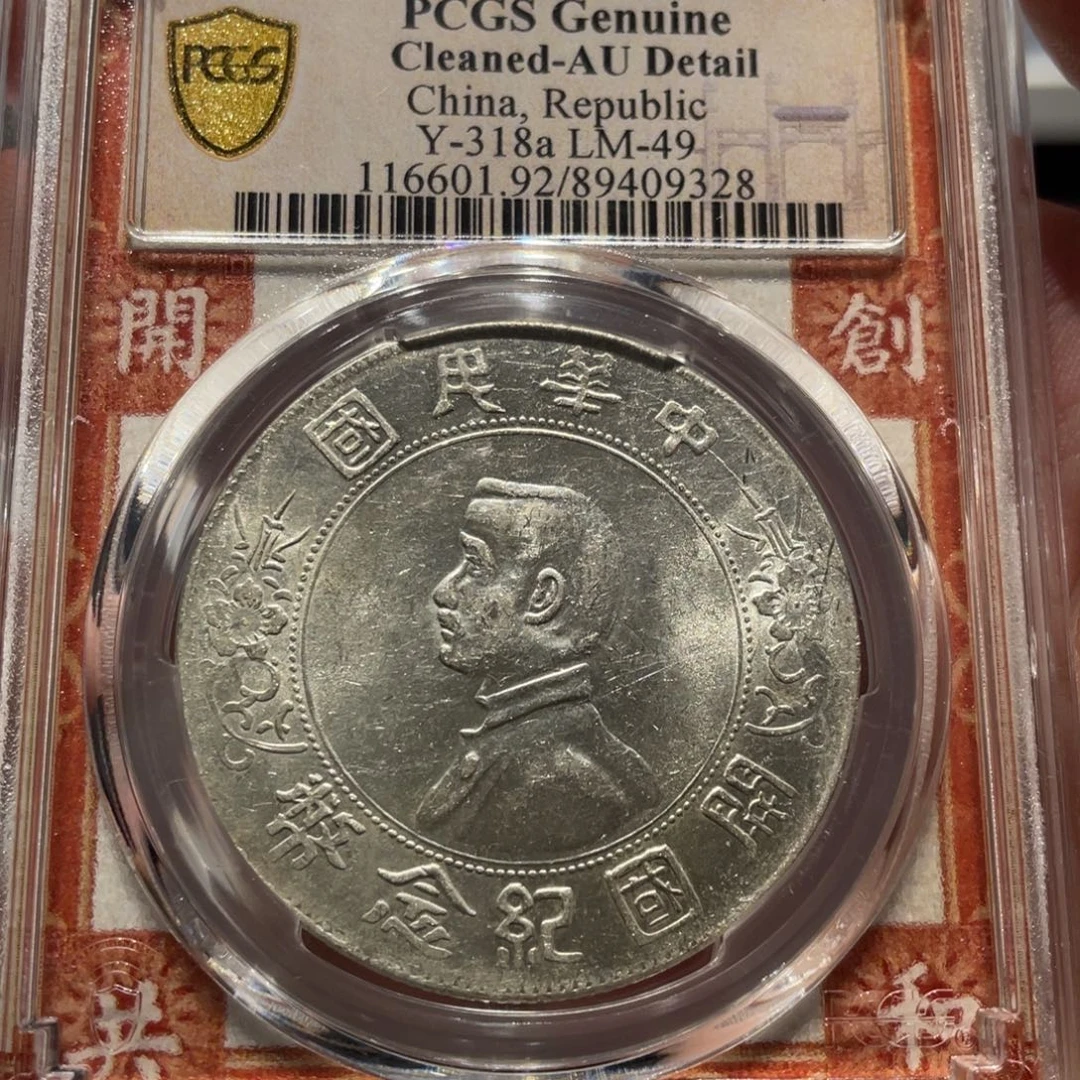 PCGS
PCGS Genuine
Cleaned-AU Detail
China, Republic
Y-318a LM-49
116601.92/89409328
開 創
中華民國
開國紀念幣
共 和